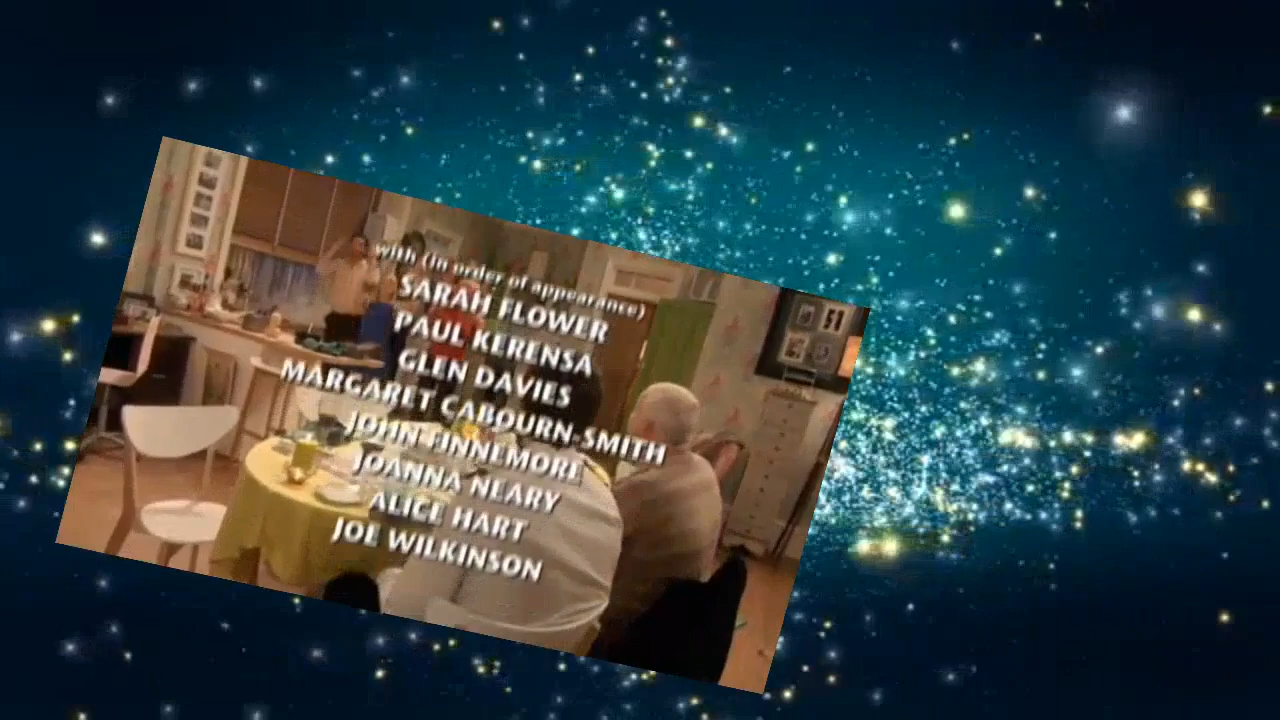 with (in order of appearance)
SARAH FLOWER
PAUL KERENSA
GLEN DAVIES
MARGARET CABOURN-SMITH
JOHN FINNEMORE
JOANNA NEARY
ALICE HART
JOE WILKINSON